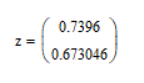 z = ( 0.7396
0.673046 )